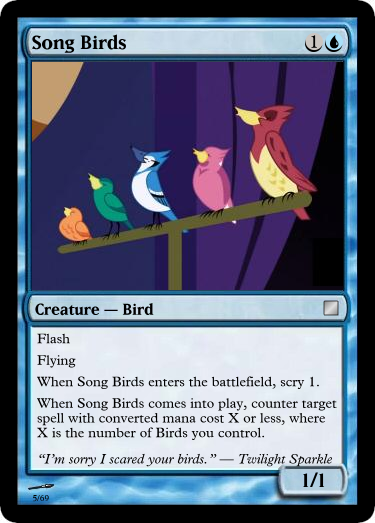 Song Birds 1
Creature — Bird
Flash
Flying
When Song Birds enters the battlefield, scry 1.
When Song Birds comes into play, counter target
spell with converted mana cost X or less, where
X is the number of Birds you control.
“I’m sorry I scared your birds.” — Twilight Sparkle
1/1
5/69